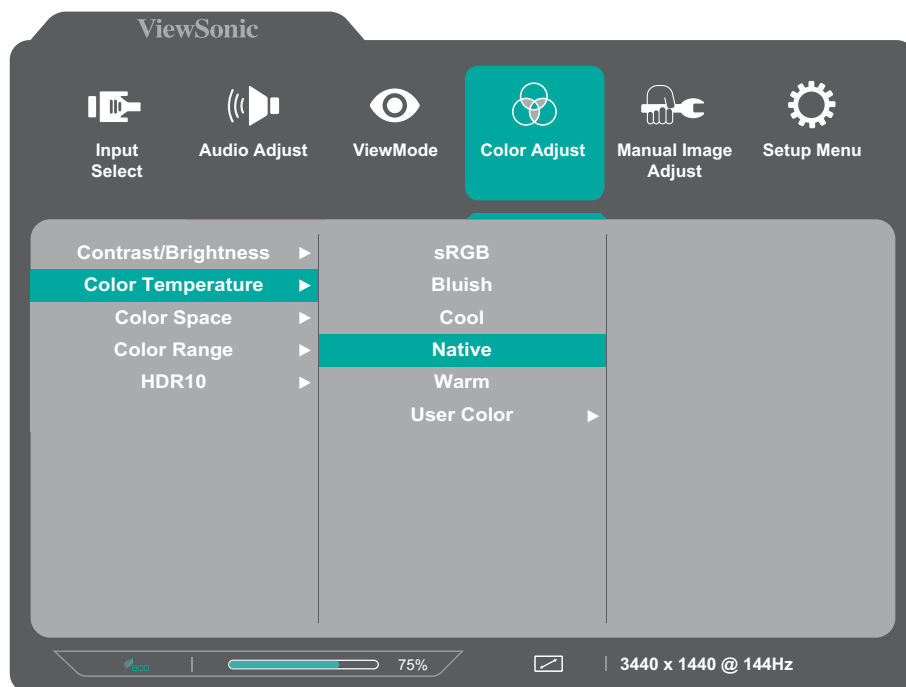 ViewSonic
Input
Select
Audio Adjust
ViewMode
Color Adjust
Manual Image
Adjust
Setup Menu
Contrast/Brightness
Color Temperature
Color Space
Color Range
HDR10
sRGB
Bluish
Cool
Native
Warm
User Color
eco
75%
3440 x 1440 @ 144Hz